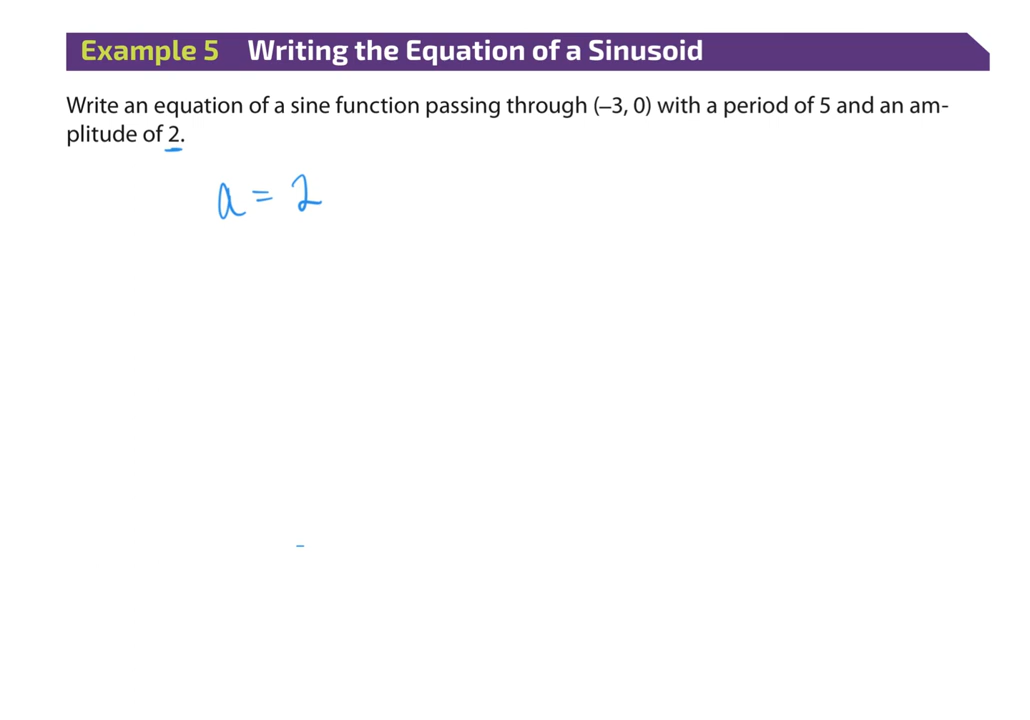 Example 5 Writing the Equation of a Sinusoid
Write an equation of a sine function passing through (–3, 0) with a period of 5 and an am-
plitude of 2.
a = 2